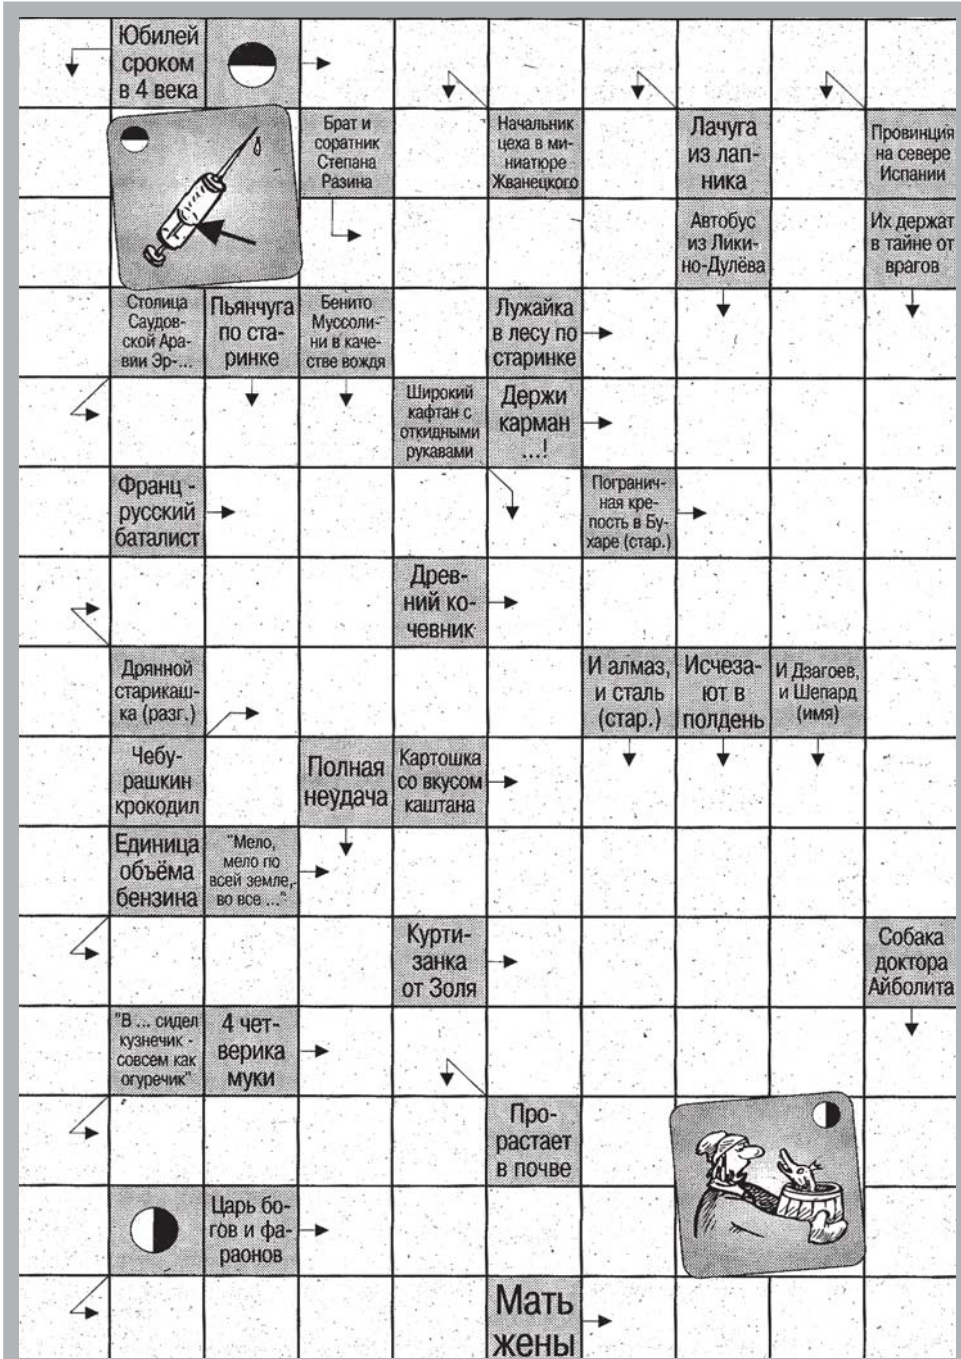 Юбилей
сроком
в 4 века
Брат и
соратник
Степана
Разина
Начальник
цеха в ми-
ниатюре
Жванецкого
Лачуга
из лап-
ника
Провинция
на севере
Испании
Автобус
из Лики-
но-Дулёва
Их держат
в тайне от
врагов
Столица
Саудов-
ской Ара-
вии Эр-...
Пьянчуга
по ста-
ринке
Бенито
Муссоли-
ни в каче-
стве вождя
Лужайка
в лесу по
старинке
Широкий
кафтан с
откидными
рукавами
Держи
карман
...!
Франц -
русский
баталист
Погранич-
ная кре-
пость в Бу-
харе (стар.)
Древ-
ний ко-
чевник
Дрянной
старикаш-
ка (разг.)
И алмаз,
и сталь
(стар.)
Исчеза-
ют в
полдень
И Дзагоев,
и Шепард
(имя)
Чебу-
рашкин
крокодил
Полная
неудача
Картошка
со вкусом
каштана
Единица
объёма
бензина
"Мело,
мело по
всей земле,
во все ..."
Курти-
занка
от Золя
Собака
доктора
Айболита
"В ... сидел
кузнечик -
совсем как
огуречик"
4 чет-
верика
муки
Про-
растает
в почве
Царь бо-
гов и фа-
раонов
Мать
жены